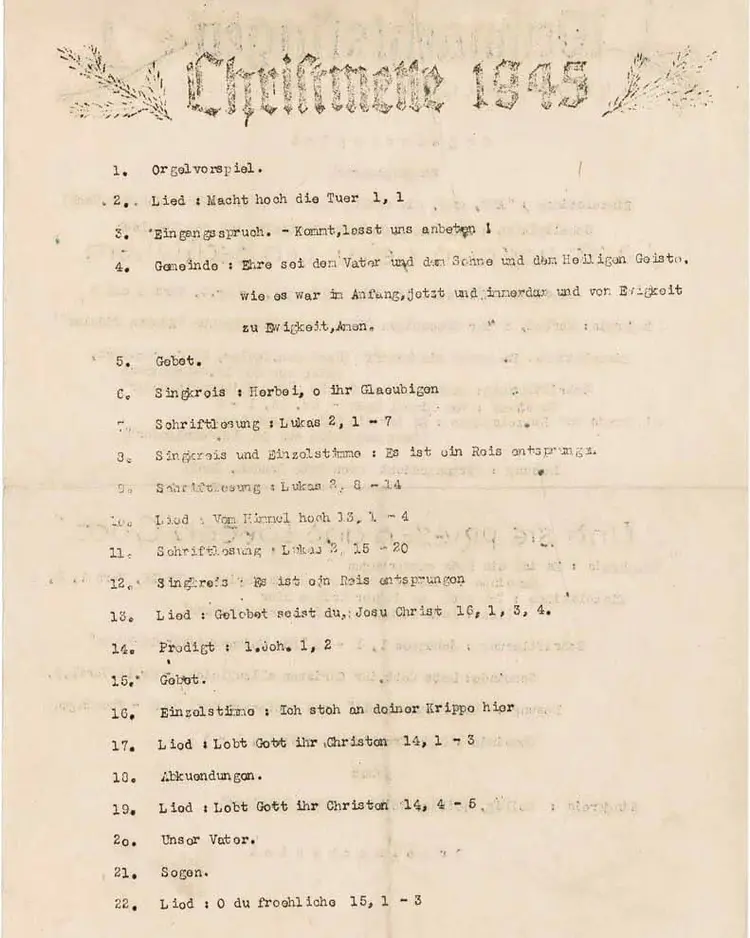 Christmette 1945
1. Orgelvorspiel.
2. Lied : Macht hoch die Tuer 1, 1
3. Eingangsspruch. - Kommt,lasst uns anbeten !
4. Gemeinde : Ehre sei dem Vater und dem Sohne und dem Heiligen Geiste,
wie es war im Anfang,jetzt und immerdar und von Ewigkeit
zu Ewigkeit,Amen.
5. Gebet.
6. Singkreis : Herbei, o ihr Glaeubigen
7. Schriftlesung : Lukas 2, 1 - 7
8. Singkreis und Einzelstimme : Es ist ein Reis entsprungen
9. Schriftlesung : Lukas 2, 8 - 14
10. Lied : Vom Himmel hoch 13, 1 - 4
11. Schriftlesung : Lukas 2, 15 - 20
12. Singkreis : Es ist ein Reis entsprungen
13. Lied : Gelobet seist du, Jesu Christ 16, 1, 3, 4.
14. Predigt : 1.Joh. 1, 2
15. Gebet.
16. Einzelstimme : Ich steh an deiner Krippe hier
17. Lied : Lobt Gott ihr Christen 14, 1 - 3
18. Abkuendungen.
19. Lied : Lobt Gott ihr Christen 14, 4 - 6
20. Unser Vater.
21. Segen.
22. Lied : O du froehliche 15, 1 - 3